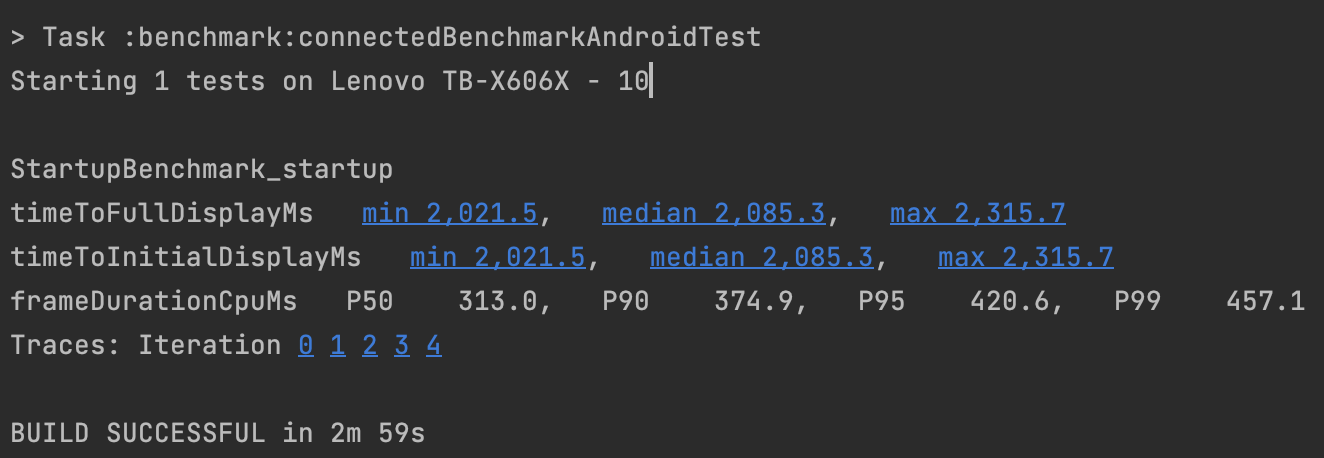 > Task :benchmark:connectedBenchmarkAndroidTest
Starting 1 tests on Lenovo TB-X606X - 10
StartupBenchmark_startup
timeToFullDisplayMs   min 2,021.5,   median 2,085.3,   max 2,315.7
timeToInitialDisplayMs   min 2,021.5,   median 2,085.3,   max 2,315.7
frameDurationCpuMs   P50    313.0,   P90    374.9,   P95    420.6,   P99    457.1
Traces: Iteration 0 1 2 3 4
BUILD SUCCESSFUL in 2m 59s